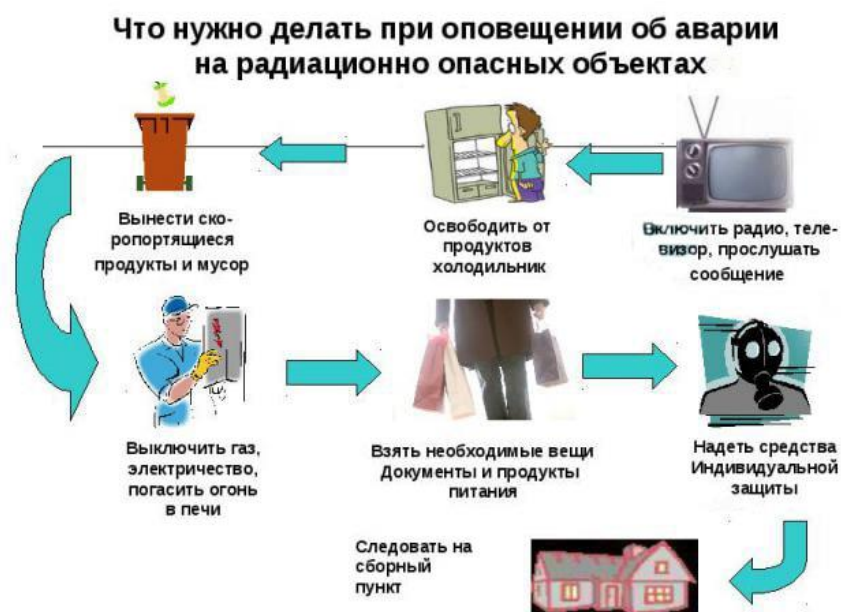 Что нужно делать при оповещении об аварии
на радиационно опасных объектах
Вынести ско-
ропортящиеся
продукты и мусор
Освободить от
продуктов
холодильник
Включить радио, теле-
визор, прослушать
сообщение
Выключить газ,
электричество,
погасить огонь
в печи
Взять необходимые вещи
Документы и продукты
питания
Надеть средства
Индивидуальной
защиты
Следовать на
сборный
пункт